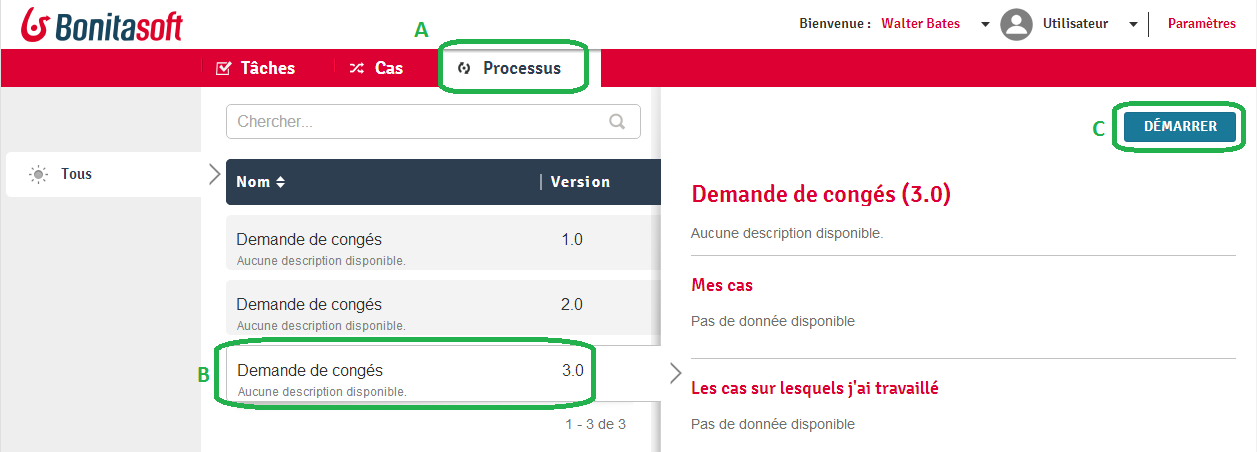 Bonitasoft
Bienvenue : Walter Bates Utilisateur Paramètres
A
Tâches Cas Processus
Chercher...
C DÉMARRER
Tous
Nom Version
Demande de congés (3.0)
Aucune description disponible.
Demande de congés 1.0
Aucune description disponible.
Mes cas
Pas de donnée disponible
Demande de congés 2.0
Aucune description disponible.
B
Demande de congés 3.0
Aucune description disponible.
Les cas sur lesquels j'ai travaillé
Pas de donnée disponible
1 - 3 de 3